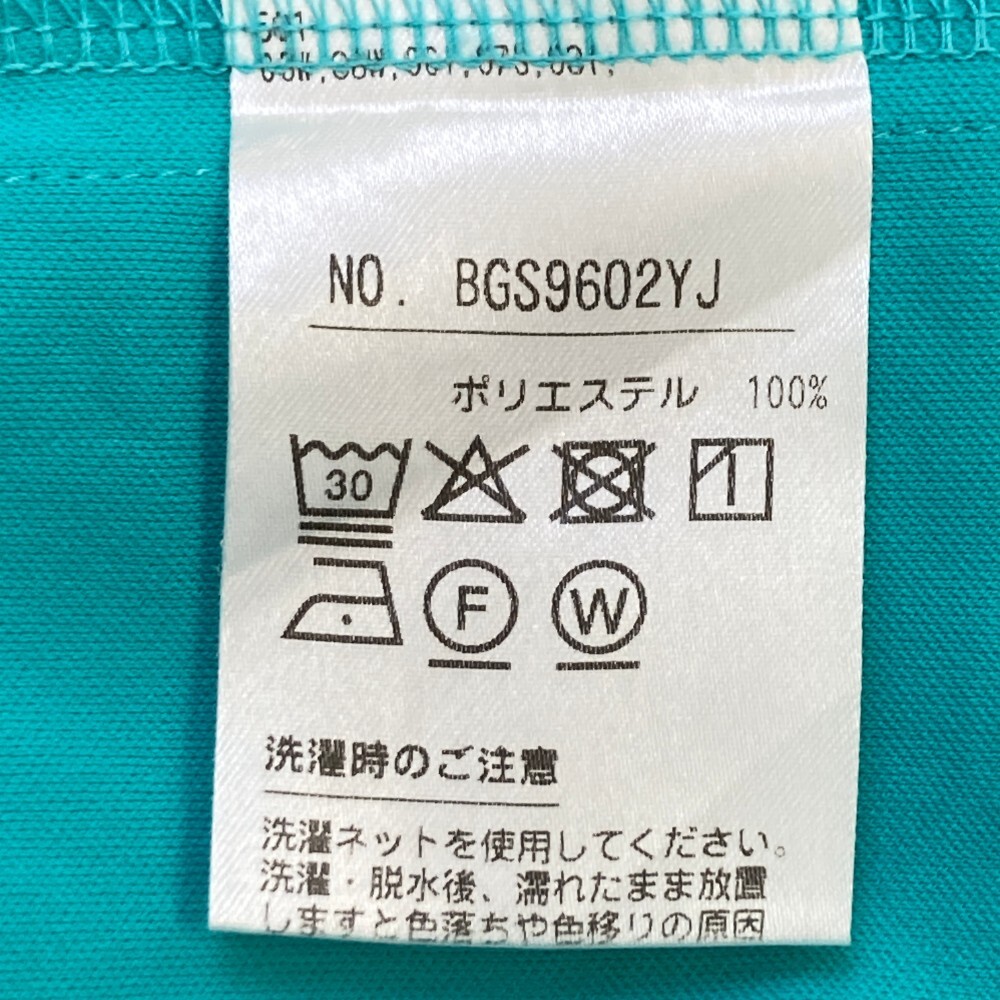 NO. BGS9602YJ
ポリエステル 100%
30
F W
洗濯時のご注意
洗濯ネットを使用してください。
洗濯・脱水後、濡れたまま放置
しますと色落ちや色移りの原因